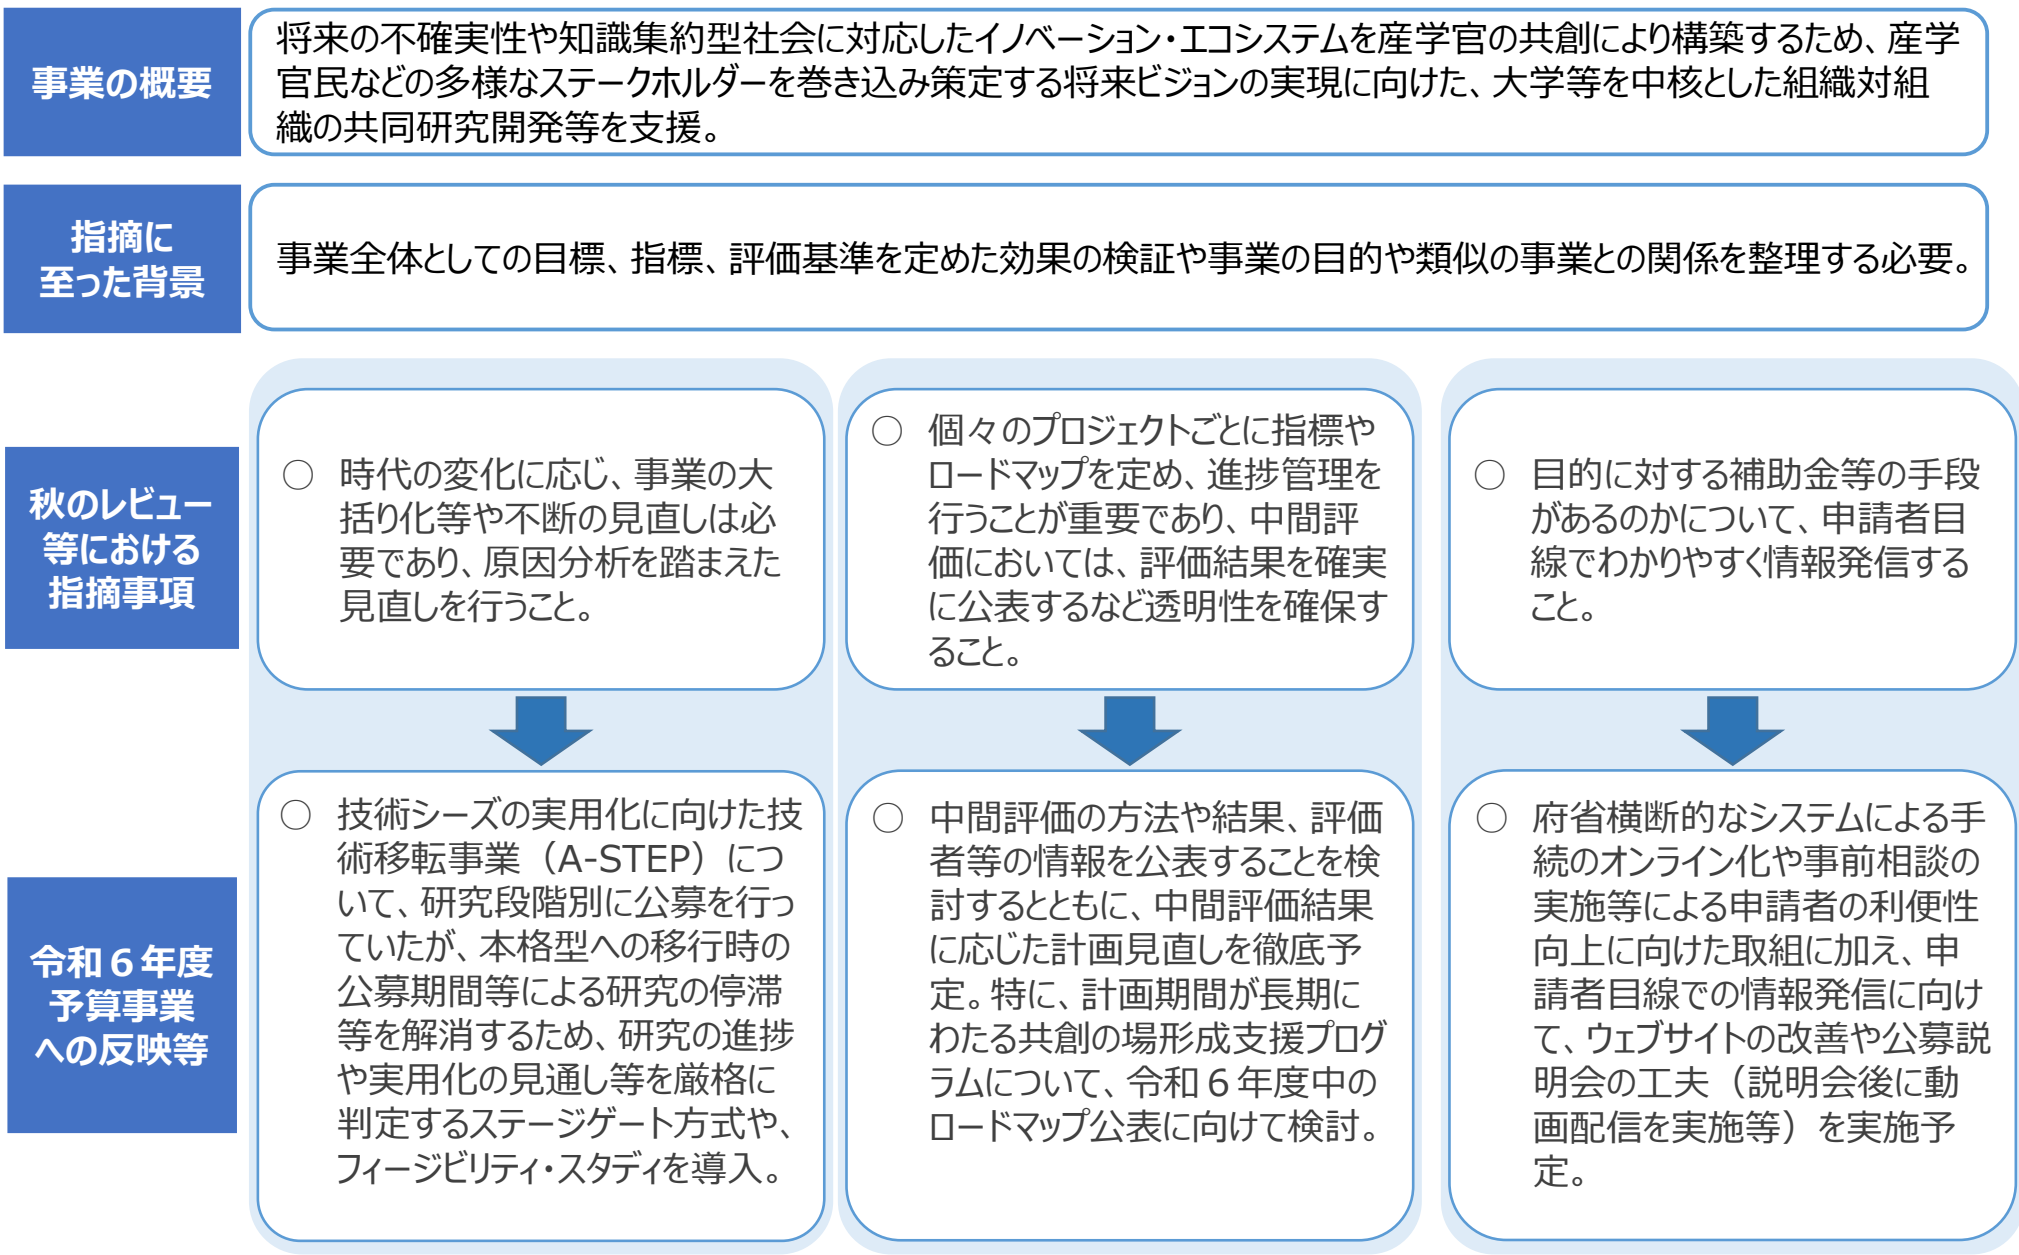 事業の概要
将来の不確実性や知識集約型社会に対応したイノベーション・エコシステムを産学官の共創により構築するため、産学
官民などの多様なステークホルダーを巻き込み策定する将来ビジョンの実現に向けた、大学等を中核とした組織対組
織の共同研究開発等を支援。
指摘に
至った背景
事業全体としての目標、指標、評価基準を定めた効果の検証や事業の目的や類似の事業との関係を整理する必要。
秋のレビュー
等における
指摘事項
○ 時代の変化に応じ、事業の大
括り化等や不断の見直しは必
要であり、原因分析を踏まえた
見直しを行うこと。
○ 個々のプロジェクトごとに指標や
ロードマップを定め、進捗管理を
行うことが重要であり、中間評
価においては、評価結果を確実
に公表するなど透明性を確保す
ること。
○ 目的に対する補助金等の手段
があるのかについて、申請者目
線でわかりやすく情報発信する
こと。
令和６年度
予算事業
への反映等
○ 技術シーズの実用化に向けた技
術移転事業（A-STEP）につ
いて、研究段階別に公募を行っ
ていたが、本格型への移行時の
公募期間等による研究の停滞
等を解消するため、研究の進捗
や実用化の見通し等を厳格に
判定するステージゲート方式や、
フィージビリティ・スタディを導入。
○ 中間評価の方法や結果、評価
者等の情報を公表することを検
討するとともに、中間評価結果
に応じた計画見直しを徹底予
定。特に、計画期間が長期に
わたる共創の場形成支援プログ
ラムについて、令和６年度中の
ロードマップ公表に向けて検討。
○ 府省横断的なシステムによる手
続のオンライン化や事前相談の
実施等による申請者の利便性
向上に向けた取組に加え、申
請者目線での情報発信に向け
て、ウェブサイトの改善や公募説
明会の工夫（説明会後に動
画配信を実施等）を実施予
定。